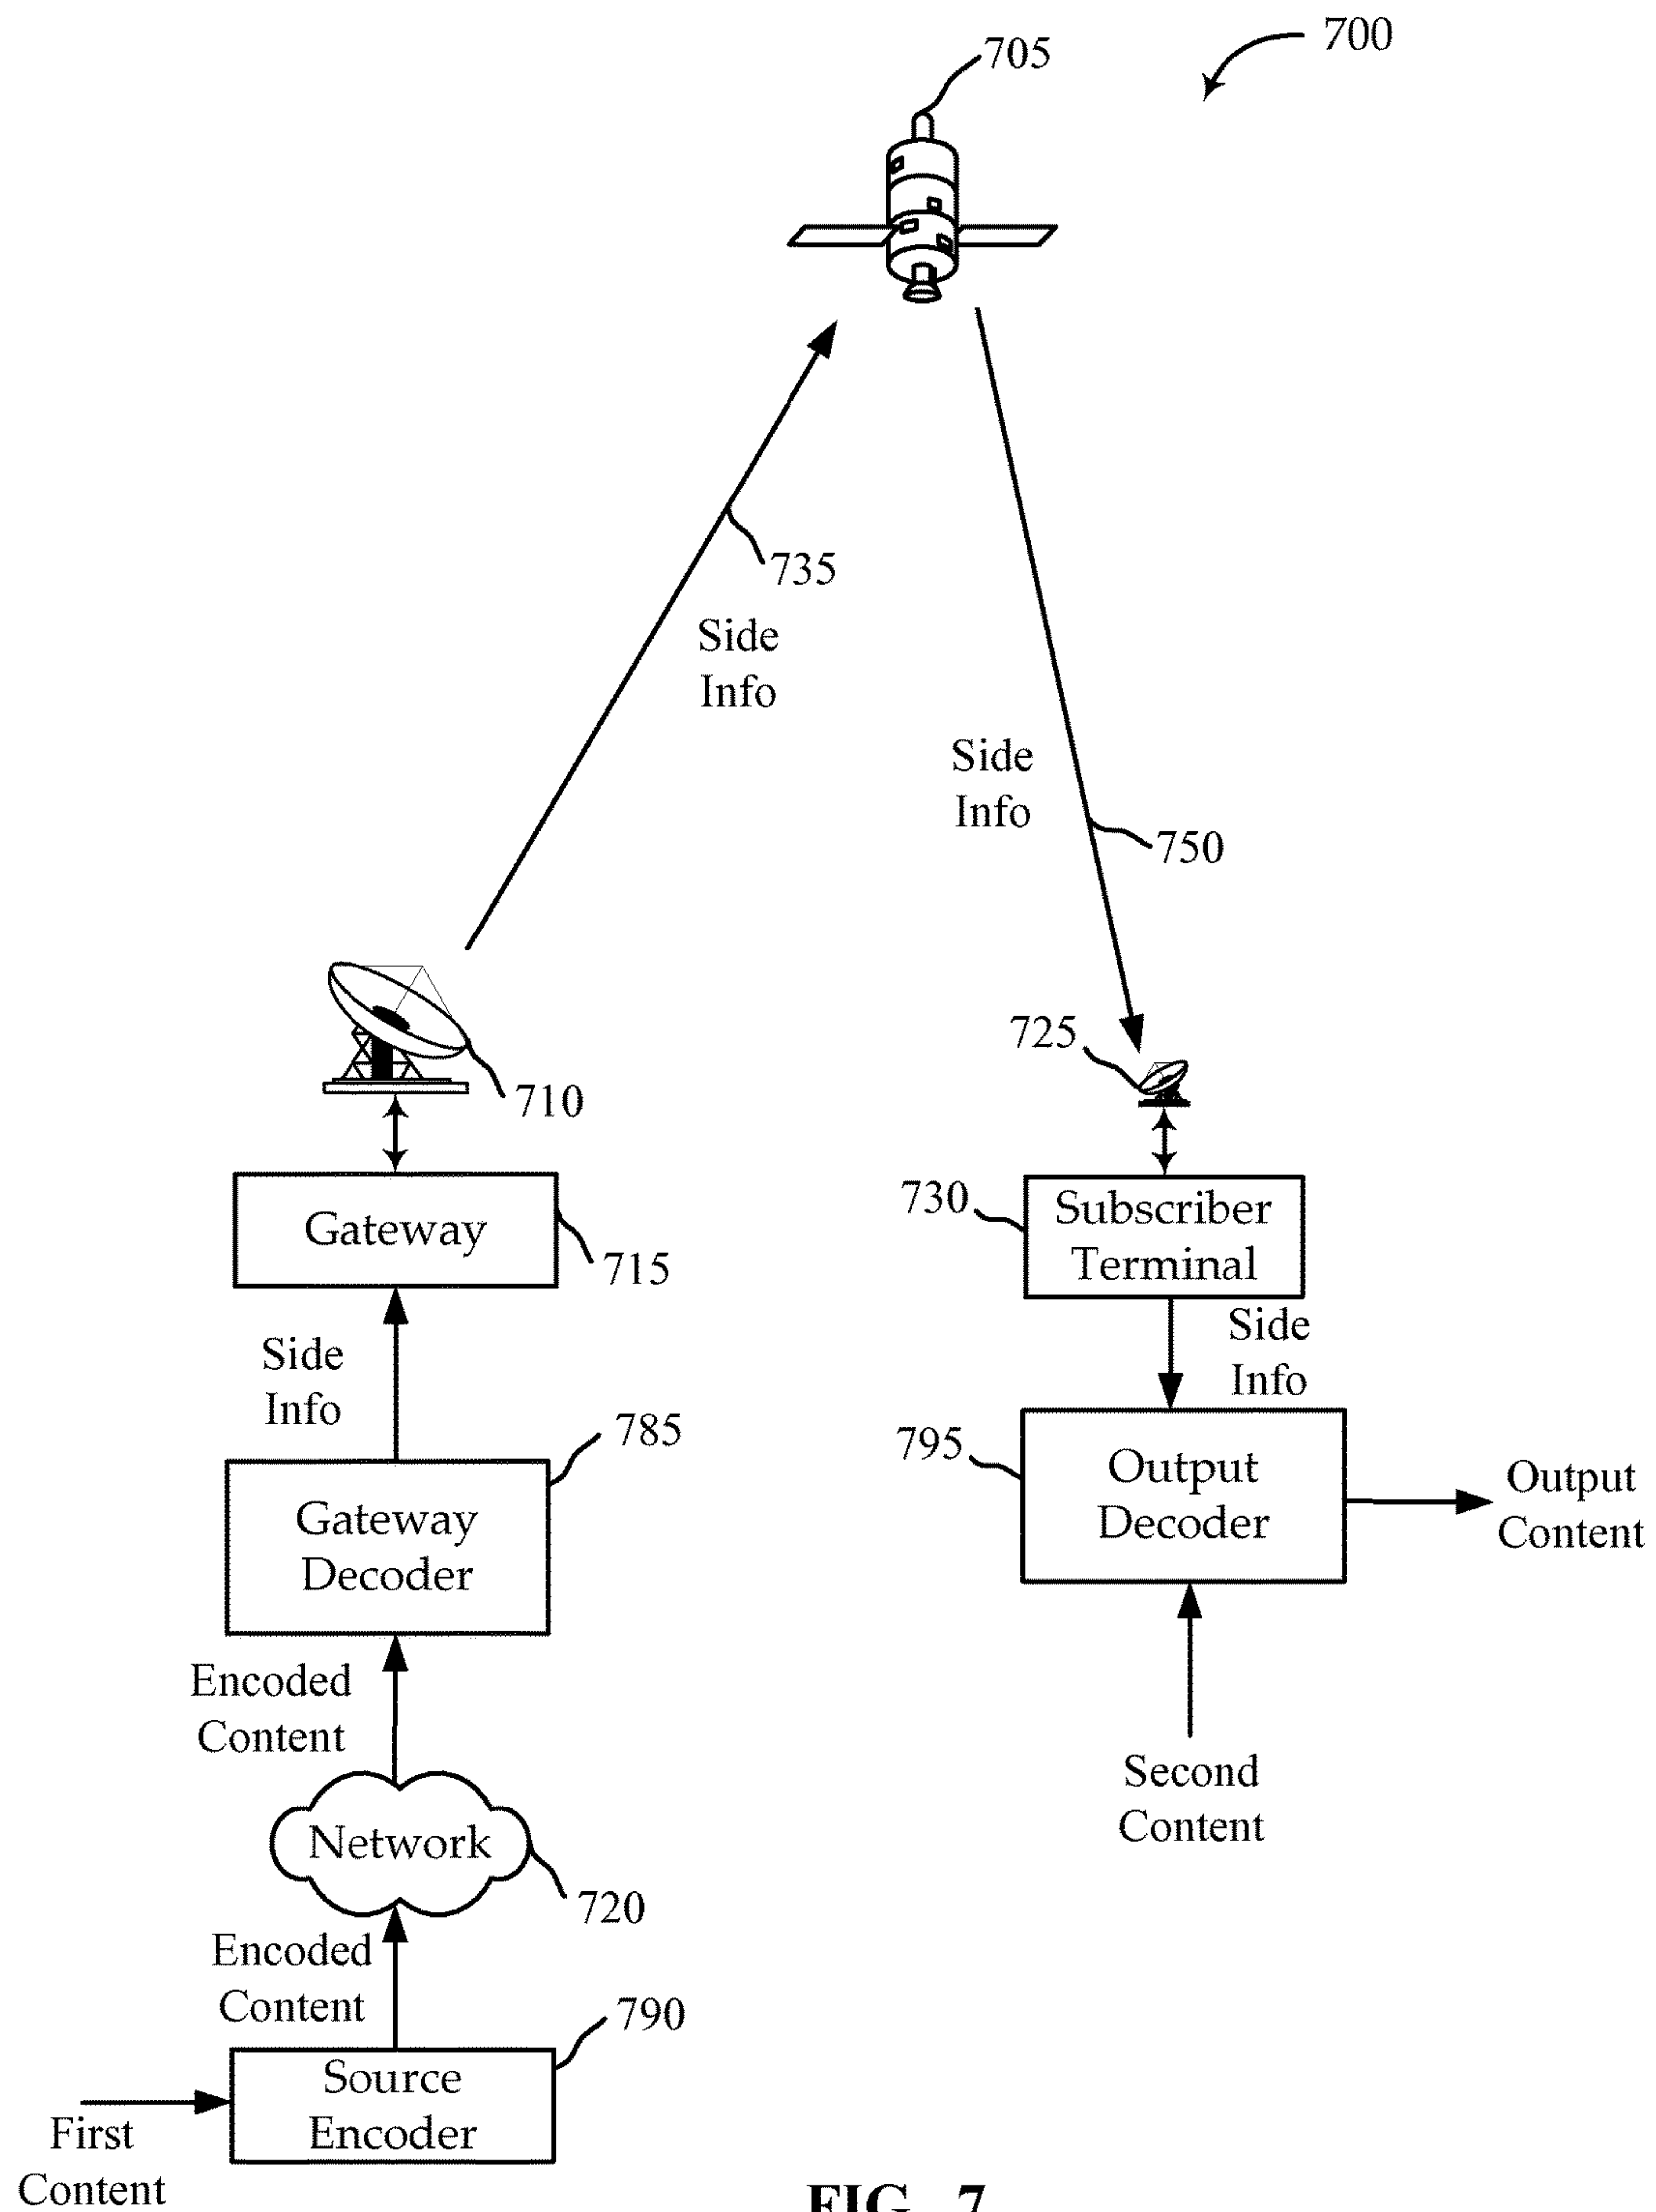 700
705
735
Side
Info
Side
Info
750
725
710
Gateway
715
730
Subscriber
Terminal
Side
Info
Side
Info
785
795
Gateway
Decoder
Output
Decoder
Output
Content
Encoded
Content
Second
Content
Network
720
Encoded
Content
790
Source
Encoder
First
Content
FIG. 7